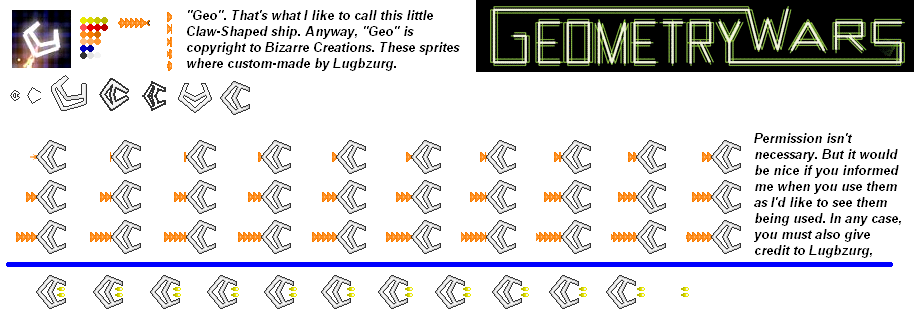 "Geo". That's what I like to call this little
Claw-Shaped ship. Anyway, "Geo" is
copyright to Bizarre Creations. These sprites
where custom-made by Lugbzurg.
GEOMETRY WARS
Permission isn't
necessary. But it would
be nice if you informed
me when you use them
as I'd like to see them
being used. In any case,
you must also give
credit to Lugbzurg,